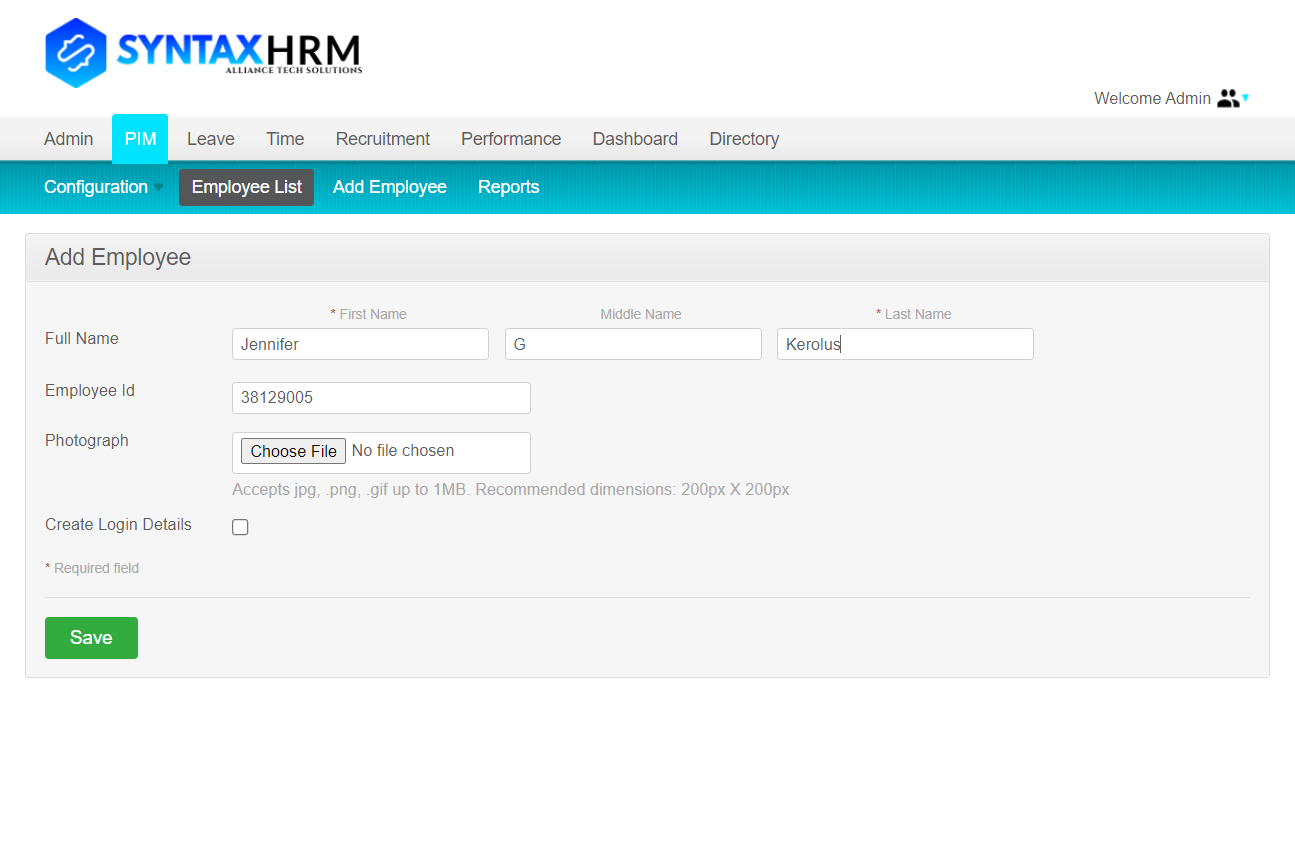 SYNTAXHRM
ALLIANCE TECH SOLUTIONS
Welcome Admin
Admin PIM Leave Time Recruitment Performance Dashboard Directory
Configuration Employee List Add Employee Reports
Add Employee
* First Name Middle Name * Last Name
Full Name Jennifer G Kerolus
Employee Id 38129005
Photograph Choose File No file chosen
Accepts jpg, .png, .gif up to 1MB. Recommended dimensions: 200px X 200px
Create Login Details
* Required field
Save